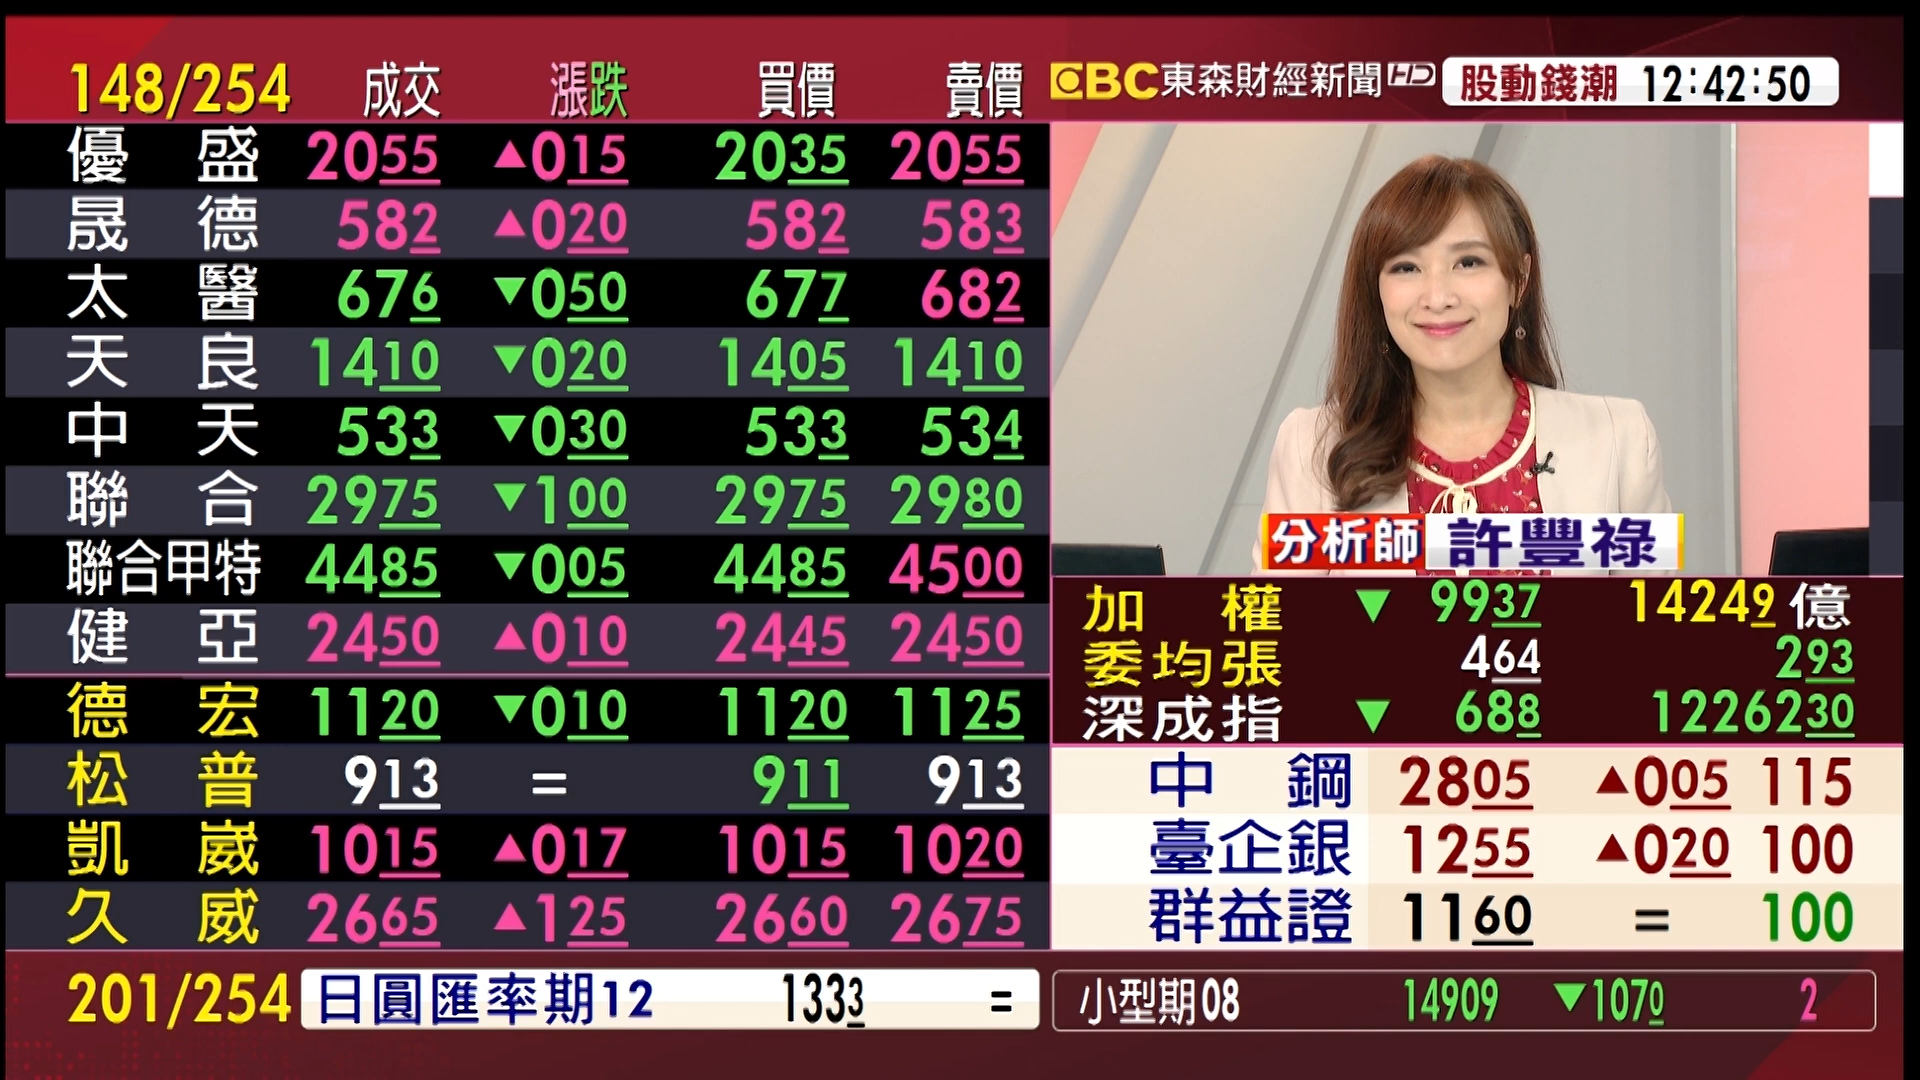 148/254 成交 漲跌 買價 賣價
優盛 2055 ▲015 2035 2055
晟德 582 ▲020 582 583
太醫 676 ▼050 677 682
天良 1410 ▼020 1405 1410
中天 533 ▼030 533 534
聯合 2975 ▼100 2975 2980
聯合甲特 4485 ▼005 4485 4500
健亞 2450 ▲010 2445 2450
德宏 1120 ▼010 1120 1125
松普 913 = 911 913
凱崴 1015 ▲017 1015 1020
久威 2665 ▲125 2660 2675
201/254 日圓匯率期12 1333 =
EBC東森財經新聞HD 股動錢潮 12:42:50
分析師 許豐祿
加權 ▼ 9937 14249億
委均張 464 293
深成指 ▼ 688 1226230
中鋼 2805 ▲005 115
臺企銀 1255 ▲020 100
群益證 1160 = 100
小型期08 14909 ▼1070 2